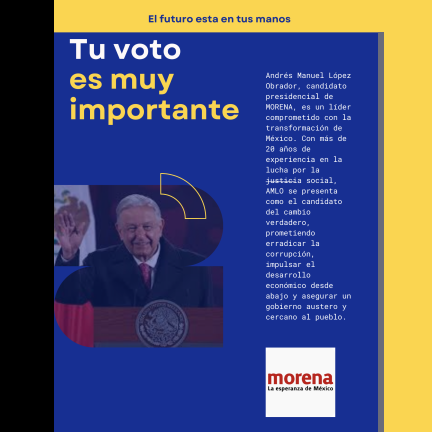 El futuro esta en tus manos
Tu voto
es muy
importante
Andrés Manuel López
Obrador, candidato
presidencial de
MORENA, es un líder
comprometido con la
transformación de
México. Con más de
20 años de
experiencia en la
lucha por la
justicia social,
AMLO se presenta
como el candidato
del cambio
verdadero,
prometiendo
erradicar la
corrupción,
impulsar el
desarrollo
económico desde
abajo y asegurar un
gobierno austero y
cercano al pueblo.
morena
La esperanza de México